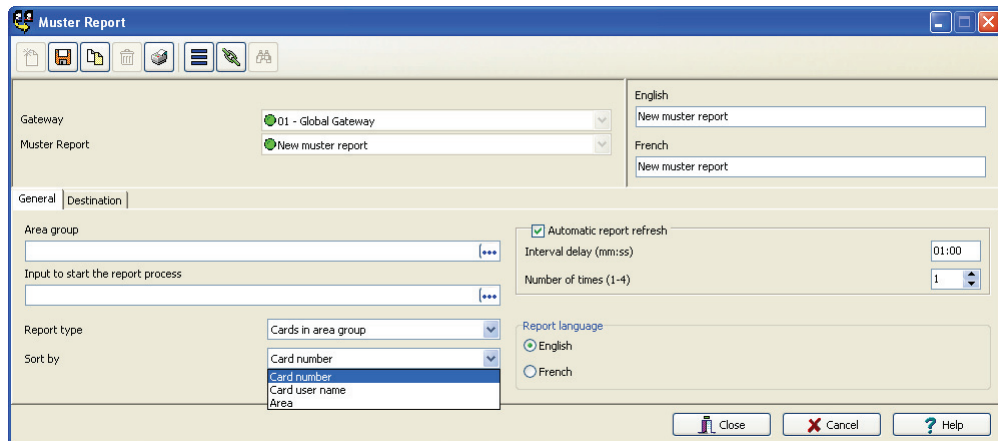 Muster Report
Gateway
01 - Global Gateway
Muster Report
New muster report
English
New muster report
French
New muster report
General
Destination
Area group
Input to start the report process
Report type
Cards in area group
Sort by
Card number
Card number
Card user name
Area
Automatic report refresh
Interval delay (mm:ss)
01:00
Number of times (1-4)
1
Report language
English
French
Close
Cancel
? Help